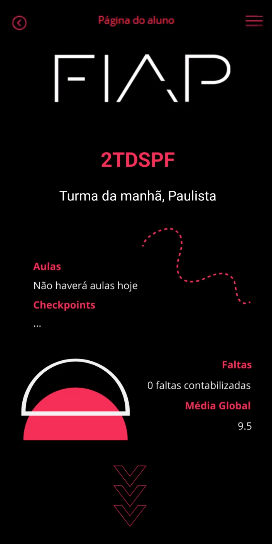 Página do aluno
FIAP
2TDSPF
Turma da manhã, Paulista
Aulas
Não haverá aulas hoje
Checkpoints
...
Faltas
0 faltas contabilizadas
Média Global
9.5